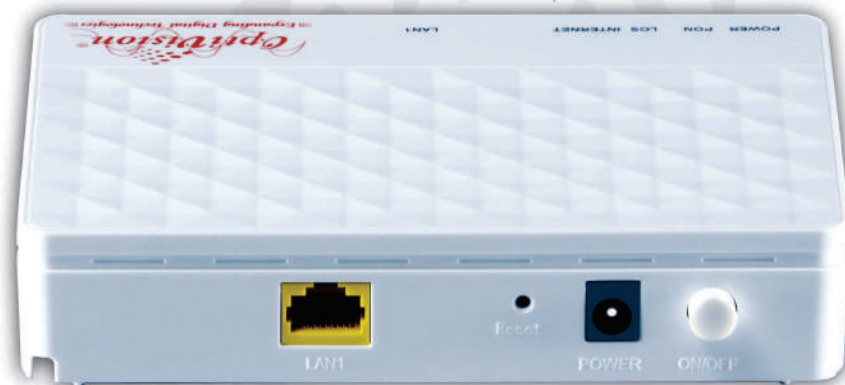 OptiVision®
Expanding Digital Technologies
POWER PON LOS INTERNET LAN1
LAN1
Reset
POWER
ON/OFF